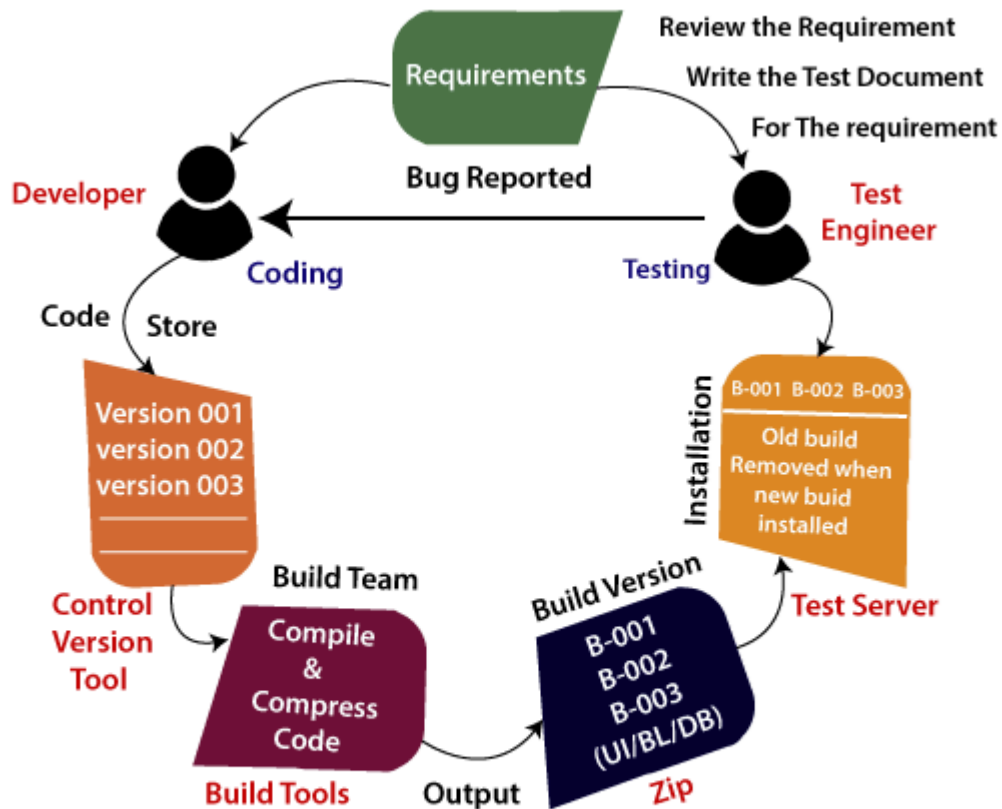 Requirements
Review the Requirement
Write the Test Document
For The requirement
Bug Reported
Developer
Test
Engineer
Coding
Testing
Code
Store
Version 001
version 002
version 003
Control
Version
Tool
Build Team
Compile
&
Compress
Code
Build Tools
Output
Build Version
B-001
B-002
B-003
(UI/BL/DB)
Zip
Installation
B-001 B-002 B-003
Old build
Removed when
new buid
installed
Test Server